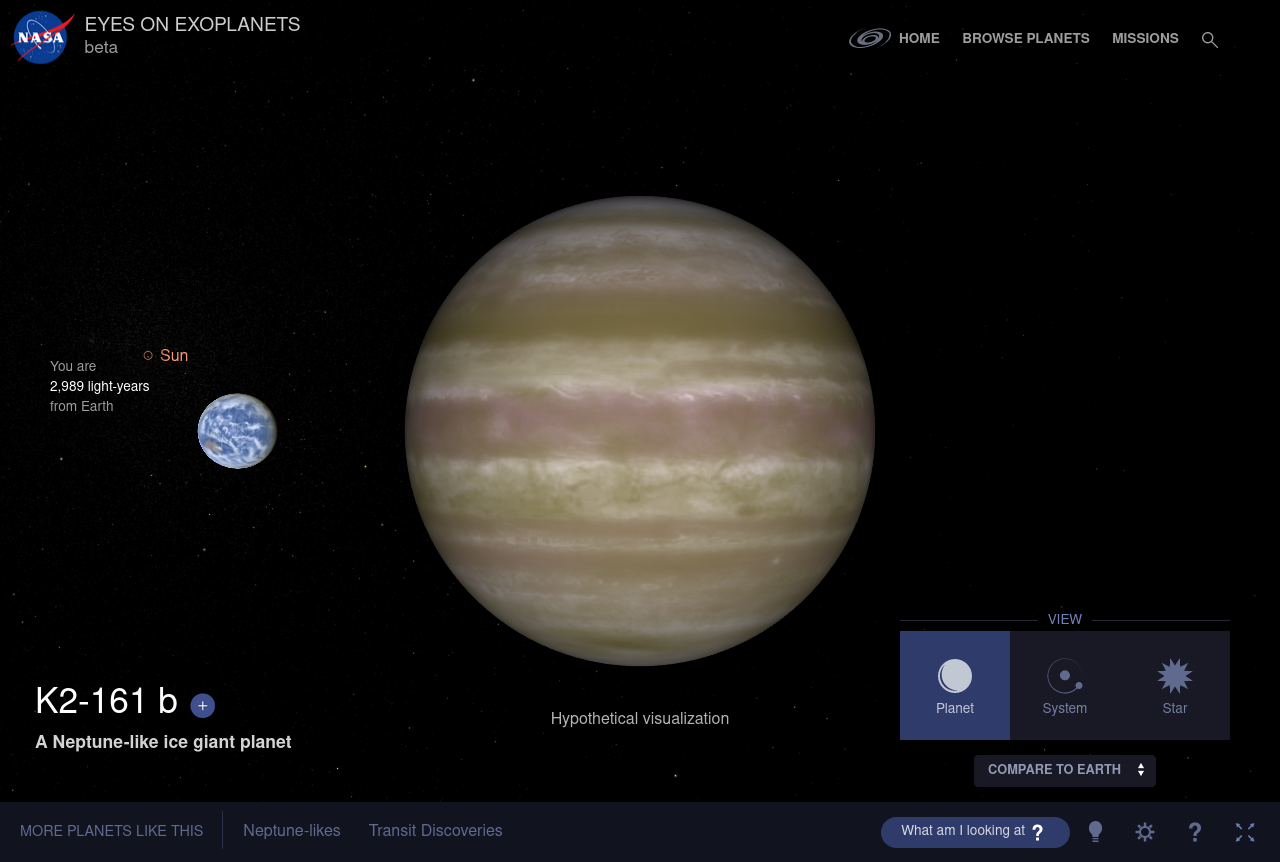 NASA
EYES ON EXOPLANETS
beta
HOME
BROWSE PLANETS
MISSIONS
Sun
You are
2,989 light-years
from Earth
VIEW
Planet
System
Star
K2-161 b +
A Neptune-like ice giant planet
Hypothetical visualization
COMPARE TO EARTH
MORE PLANETS LIKE THIS
Neptune-likes
Transit Discoveries
What am I looking at ?
?